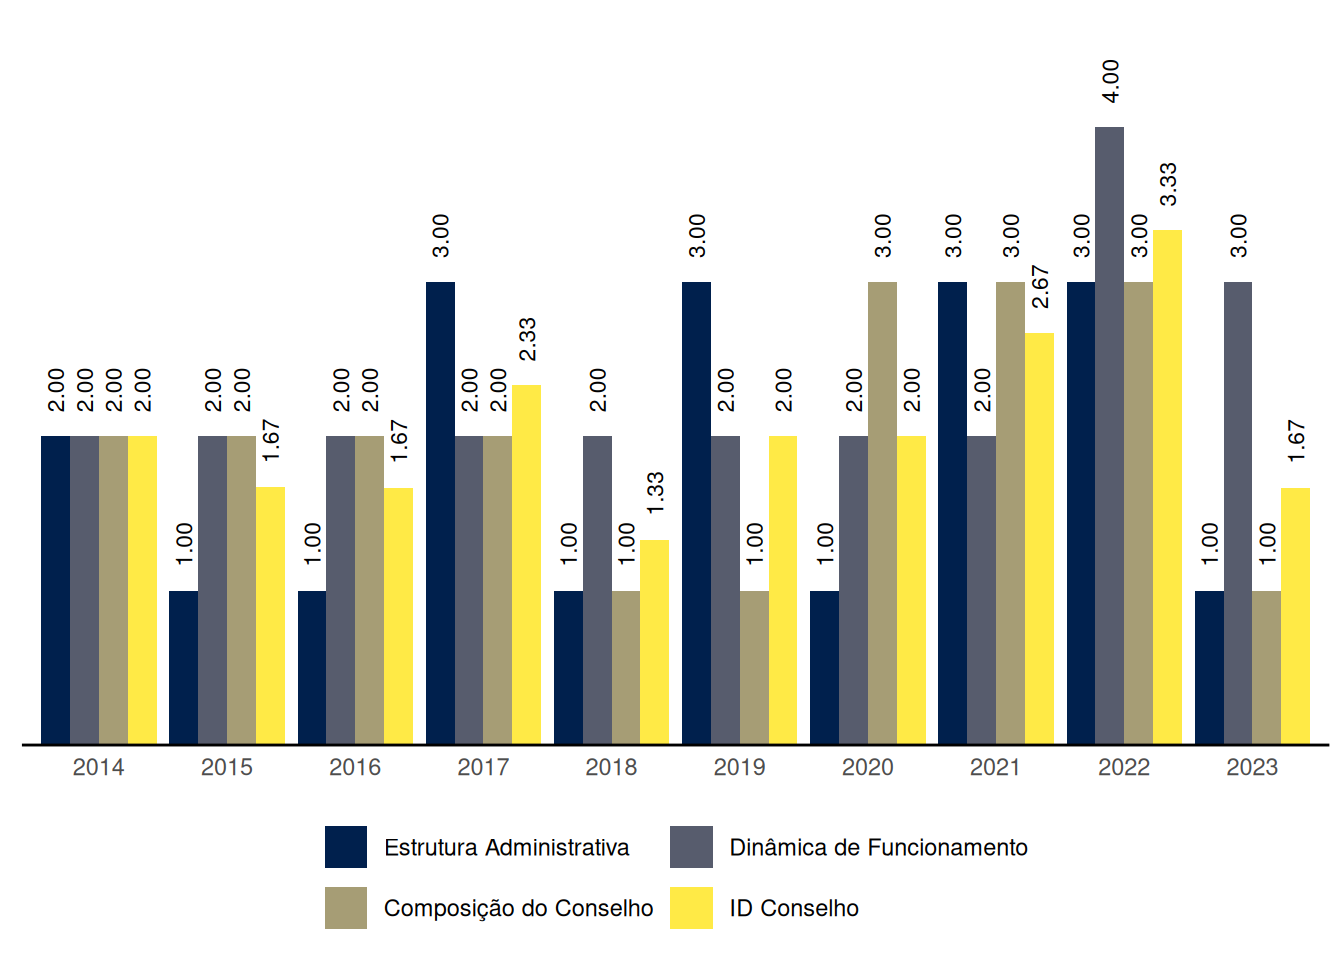 4.00
3.33
3.00 3.00 3.00 3.00 3.00 3.00 3.00 3.00
2.67
2.33
2.00 2.00 2.00 2.00 2.00 2.00 2.00 2.00 2.00 2.00 2.00 2.00 2.00 2.00 2.00 2.00
1.67 1.67 1.67
1.33
1.00 1.00 1.00 1.00 1.00 1.00 1.00 1.00
2014 2015 2016 2017 2018 2019 2020 2021 2022 2023
Estrutura Administrativa Dinâmica de Funcionamento
Composição do Conselho ID Conselho